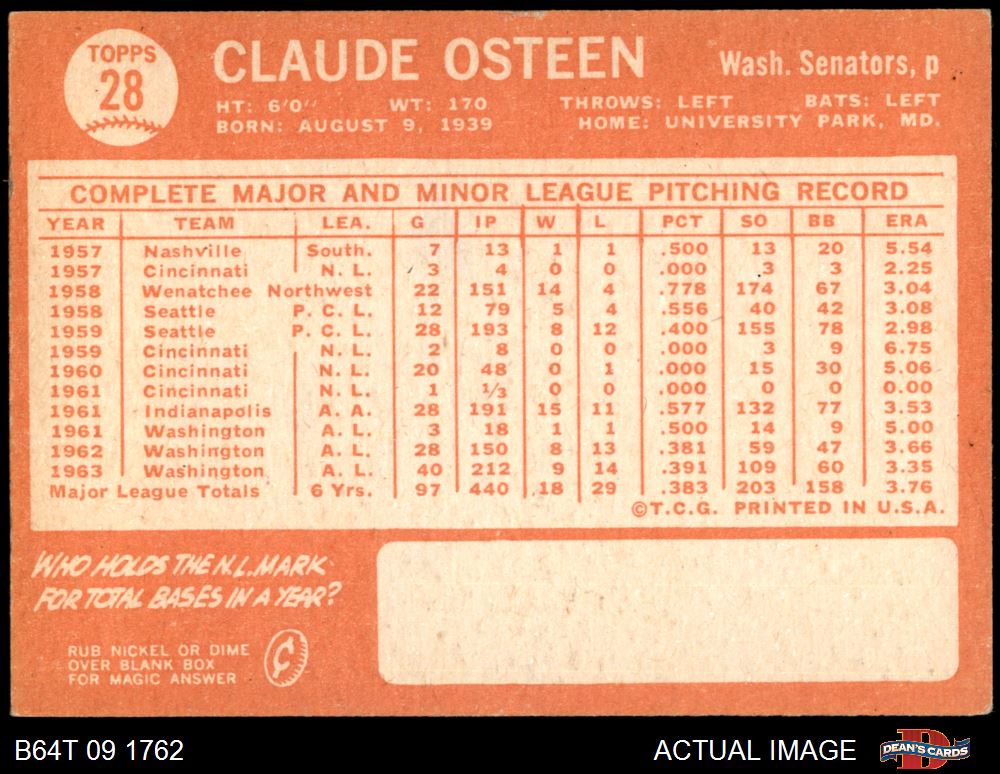 TOPPS
28
CLAUDE OSTEEN
Wash. Senators, p
HT: 6'0" WT: 170 THROWS: LEFT BATS: LEFT
BORN: AUGUST 9, 1939 HOME: UNIVERSITY PARK, MD.
COMPLETE MAJOR AND MINOR LEAGUE PITCHING RECORD
YEAR TEAM LEA. G IP W L PCT SO BB ERA
1957 Nashville South. 7 13 1 1 .500 13 20 5.54
1957 Cincinnati N. L. 3 4 0 0 .000 3 3 2.25
1958 Wenatchee Northwest 22 151 14 4 .778 174 67 3.04
1958 Seattle P. C. L. 12 79 5 4 .556 40 42 3.08
1959 Seattle P. C. L. 28 193 8 12 .400 155 78 2.98
1959 Cincinnati N. L. 2 8 0 0 .000 3 9 6.75
1960 Cincinnati N. L. 20 48 0 1 .000 15 30 5.06
1961 Cincinnati N. L. 1 1/3 0 0 .000 0 0 0.00
1961 Indianapolis A. A. 28 191 15 11 .577 132 77 3.53
1961 Washington A. L. 3 18 1 1 .500 14 9 5.00
1962 Washington A. L. 28 150 8 13 .381 59 47 3.66
1963 Washington A. L. 40 212 9 14 .391 109 60 3.35
Major League Totals 6 Yrs. 97 440 18 29 .383 203 158 3.76
©T.C.G. PRINTED IN U.S.A.
WHO HOLDS THE N.L. MARK
FOR TOTAL BASES IN A YEAR?
RUB NICKEL OR DIME
OVER BLANK BOX
FOR MAGIC ANSWER
¢
B64T 09 1762
ACTUAL IMAGE
DEAN'S CARDS